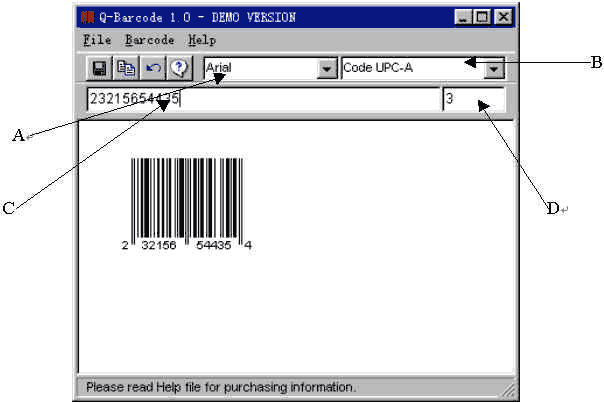 Q-Barcode 1.0 - DEMO VERSION
File Barcode Help
Arial Code UPC-A
B
23215654435 3
A
C
D
2 32156 54435 4
Please read Help file for purchasing information.